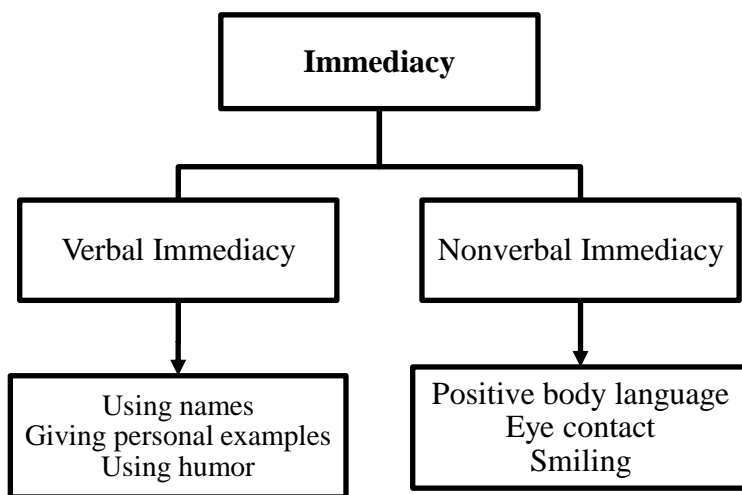 Immediacy
Verbal Immediacy
Nonverbal Immediacy
Using names
Giving personal examples
Using humor
Positive body language
Eye contact
Smiling